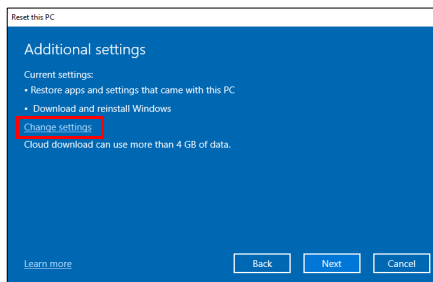 Reset this PC
Additional settings
Current settings:
• Restore apps and settings that came with this PC
• Download and reinstall Windows
Change settings
Cloud download can use more than 4 GB of data.
Learn more
Back
Next
Cancel